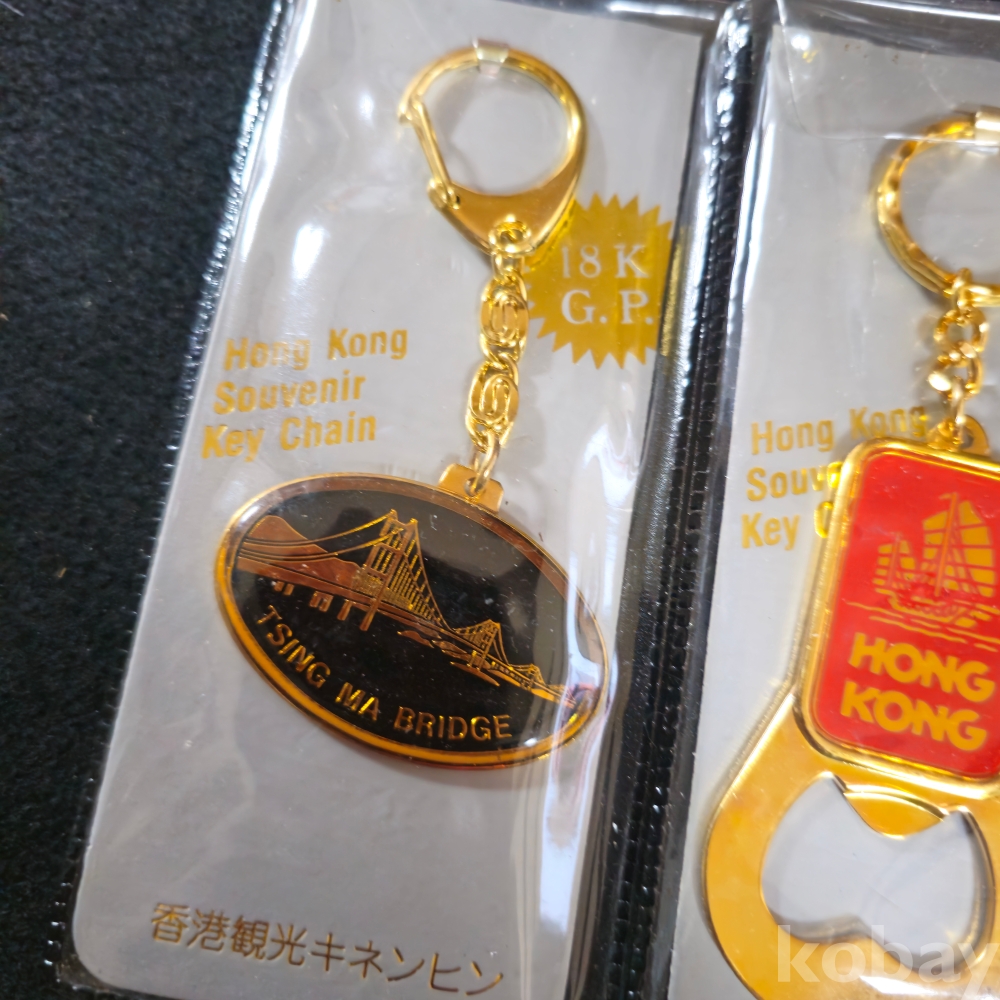 18K
G.P.
Hong Kong
Souvenir
Key Chain
TSING MA BRIDGE
香港観光キネンヒン
Hong Kong
Key
HONG
KONG
kobay